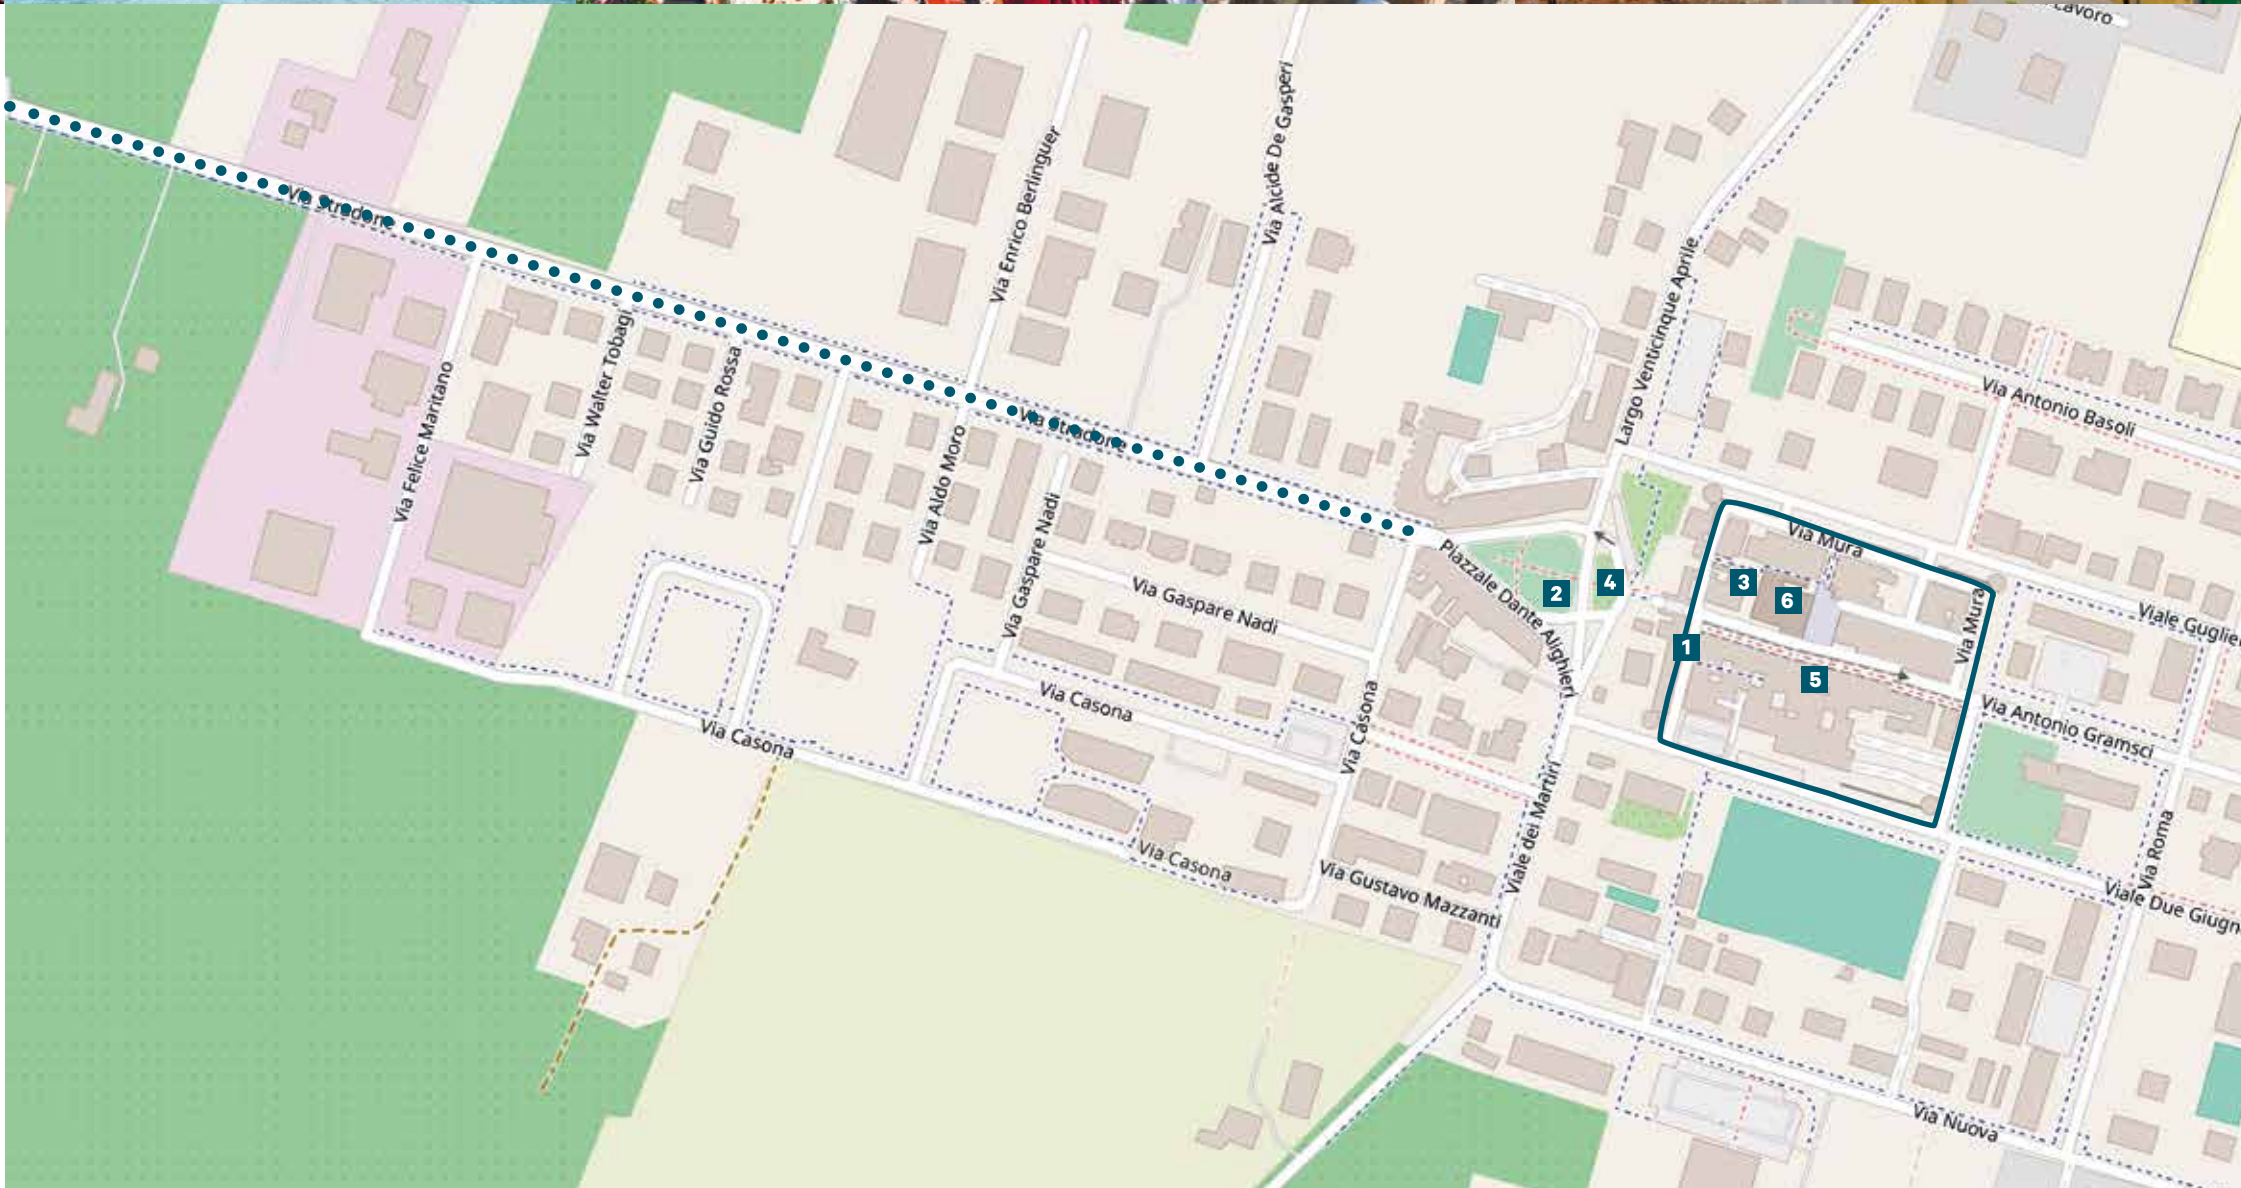 Lavoro
Via Stradone
Via Enrico Berlinguer
Via Alcide De Gasperi
Largo Venticinque Aprile
Via Antonio Basoli
Via Felice Maritano
Via Walter Tobagi
Via Guido Rossa
Via Aldo Moro
Via Stradone
Via Gaspare Nadi
Via Gaspare Nadi
Piazzale Dante Alighieri
2
4
3
6
1
5
Via Mura
Via Mura
Viale Guglie
Via Antonio Gramsci
Via Casona
Via Casona
Via Casona
Via Casona
Viale dei Martiri
Via Gustavo Mazzanti
Via Roma
Viale Due Giugn
Via Nuova